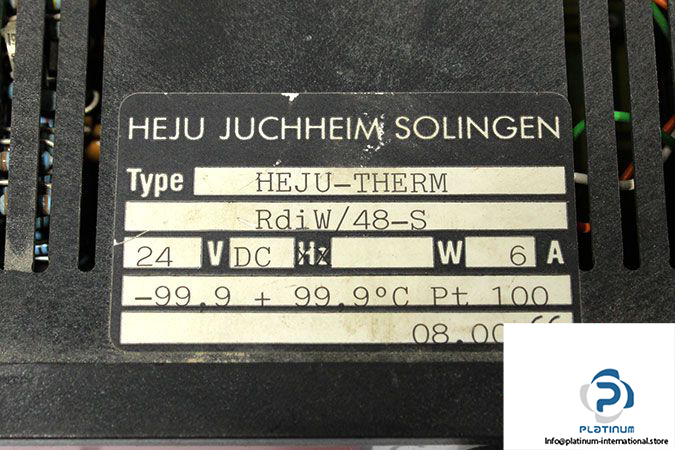 HEJU JUCHHEIM SOLINGEN
Type HEJU-THERM
RdiW/48-S
24 V DC Hz W 6 A
-99,9 + 99,9°C Pt 100
08.00
PLATINUM
Info@platinum-international.store